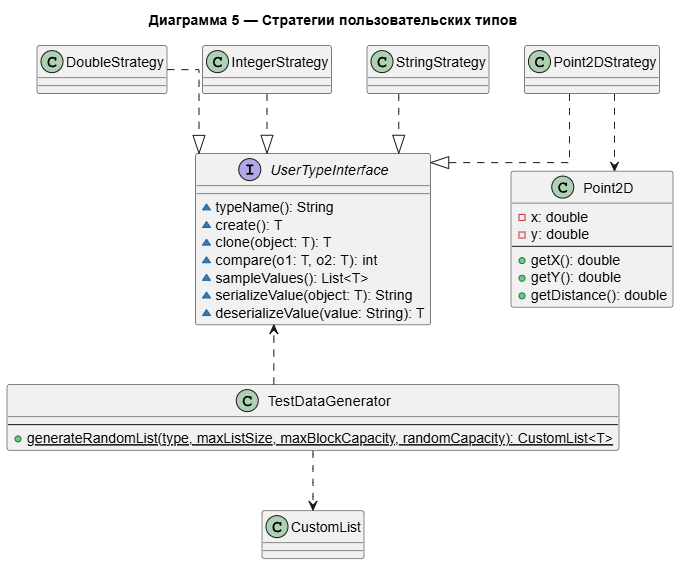 Диаграмма 5 — Стратегии пользовательских типов
C DoubleStrategy
C IntegerStrategy
C StringStrategy
C Point2DStrategy
I UserTypeInterface
typeName(): String
create(): T
clone(object: T): T
compare(o1: T, o2: T): int
sampleValues(): List<T>
serializeValue(object: T): String
deserializeValue(value: String): T
C Point2D
x: double
y: double
getX(): double
getY(): double
getDistance(): double
C TestDataGenerator
generateRandomList(type, maxListSize, maxBlockCapacity, randomCapacity): CustomList<T>
C CustomList